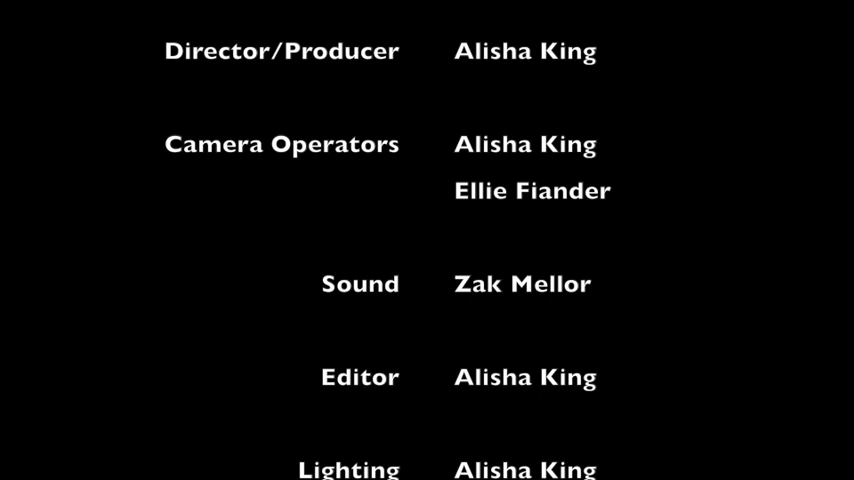 Director/Producer Alisha King
Camera Operators Alisha King
Ellie Fiander
Sound Zak Mellor
Editor Alisha King
Lighting Alisha King